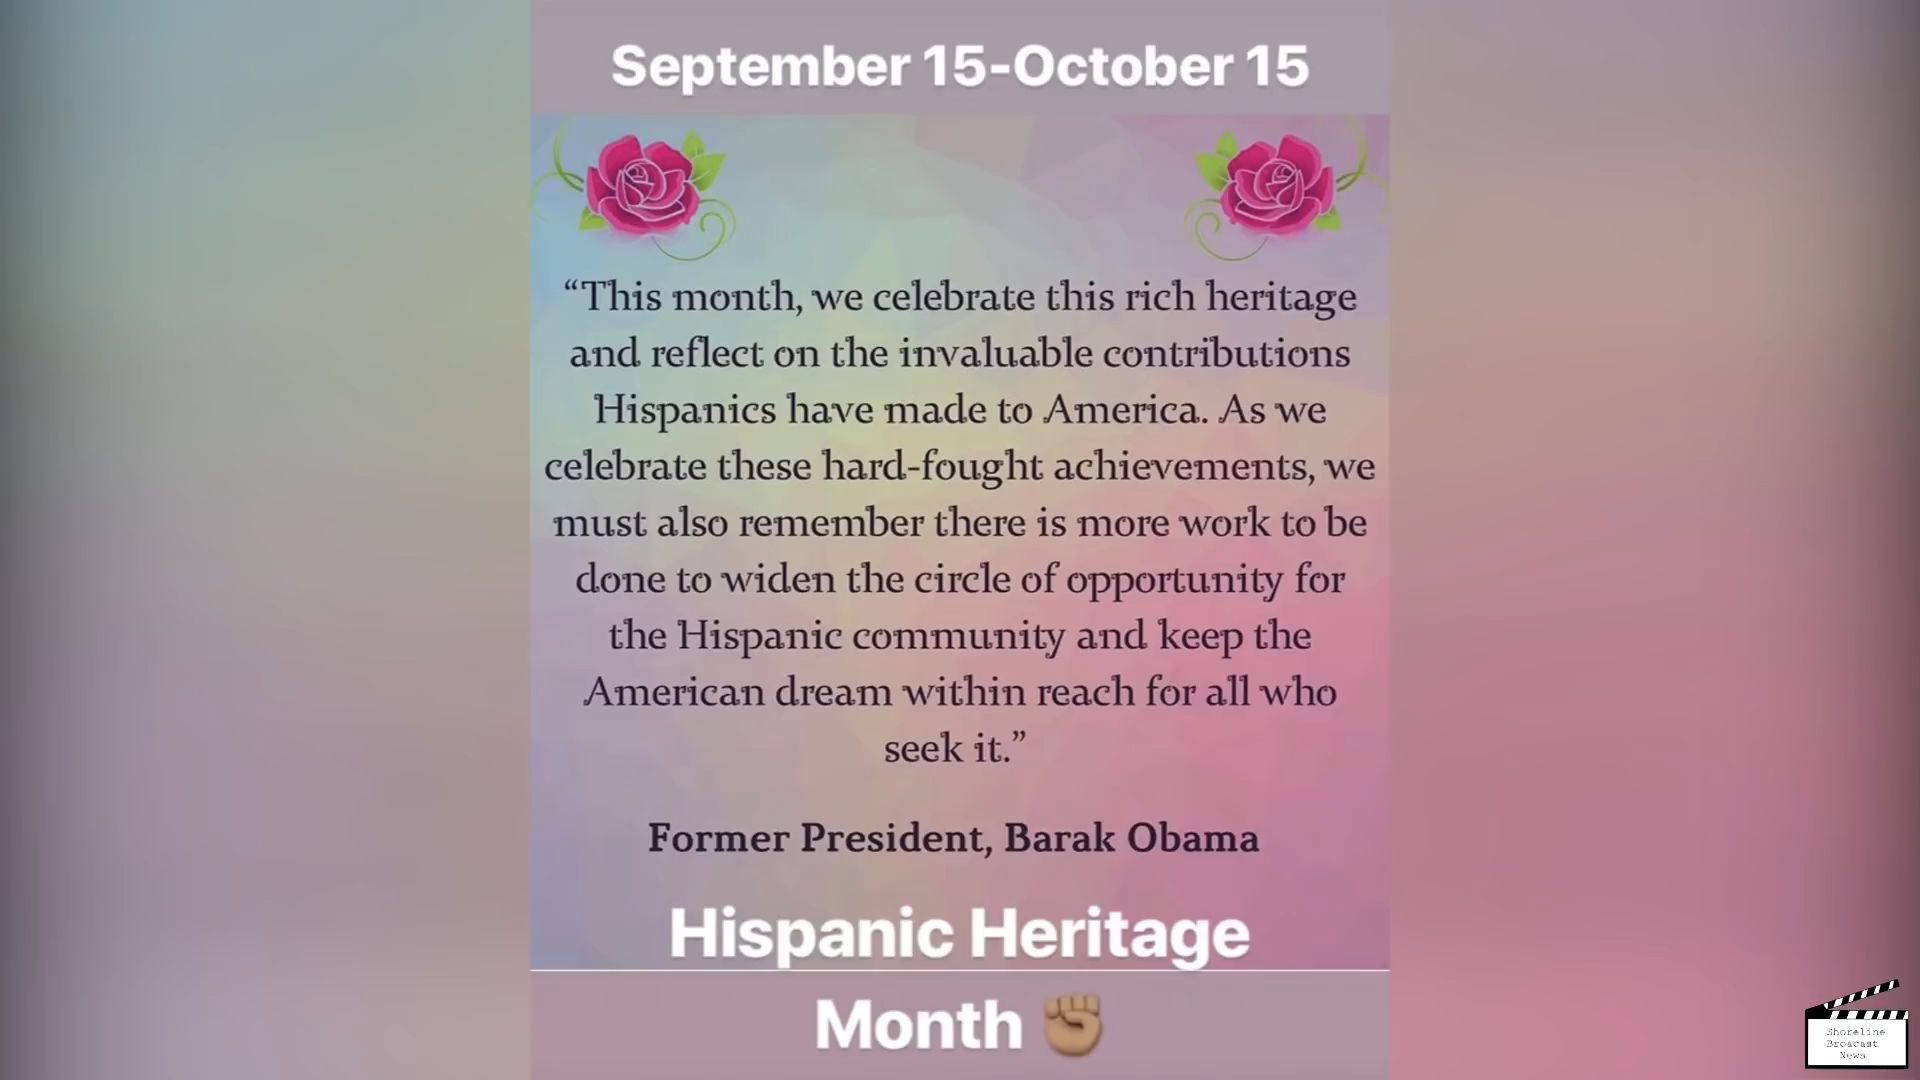 September 15-October 15
“This month, we celebrate this rich heritage
and reflect on the invaluable contributions
Hispanics have made to America. As we
celebrate these hard-fought achievements, we
must also remember there is more work to be
done to widen the circle of opportunity for
the Hispanic community and keep the
American dream within reach for all who
seek it.”
Former President, Barak Obama
Hispanic Heritage
Month ✊🏽
Shoreline
Broacast
News